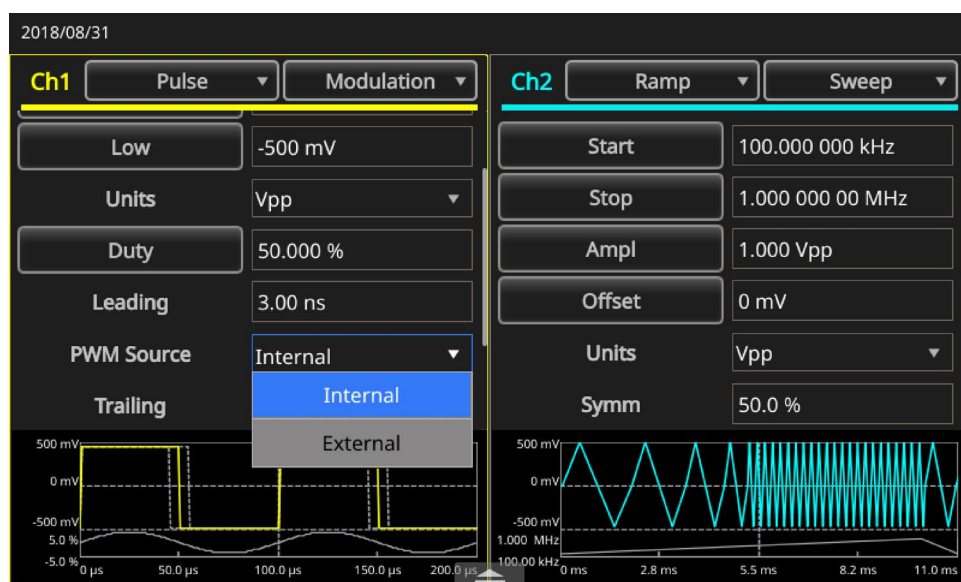 2018/08/31
Ch1 Pulse Modulation
Low -500 mV
Units Vpp
Duty 50.000 %
Leading 3.00 ns
PWM Source Internal
Internal
External
Trailing
500 mV
0 mV
-500 mV
5.0 %
-5.0 %
0 µs 50.0 µs 100.0 µs 150.0 µs 200.0 µs
Ch2 Ramp Sweep
Start 100.000 000 kHz
Stop 1.000 000 00 MHz
Ampl 1.000 Vpp
Offset 0 mV
Units Vpp
Symm 50.0 %
500 mV
0 mV
-500 mV
1.000 MHz
100.00 kHz
0 ms 2.8 ms 5.5 ms 8.2 ms 11.0 ms